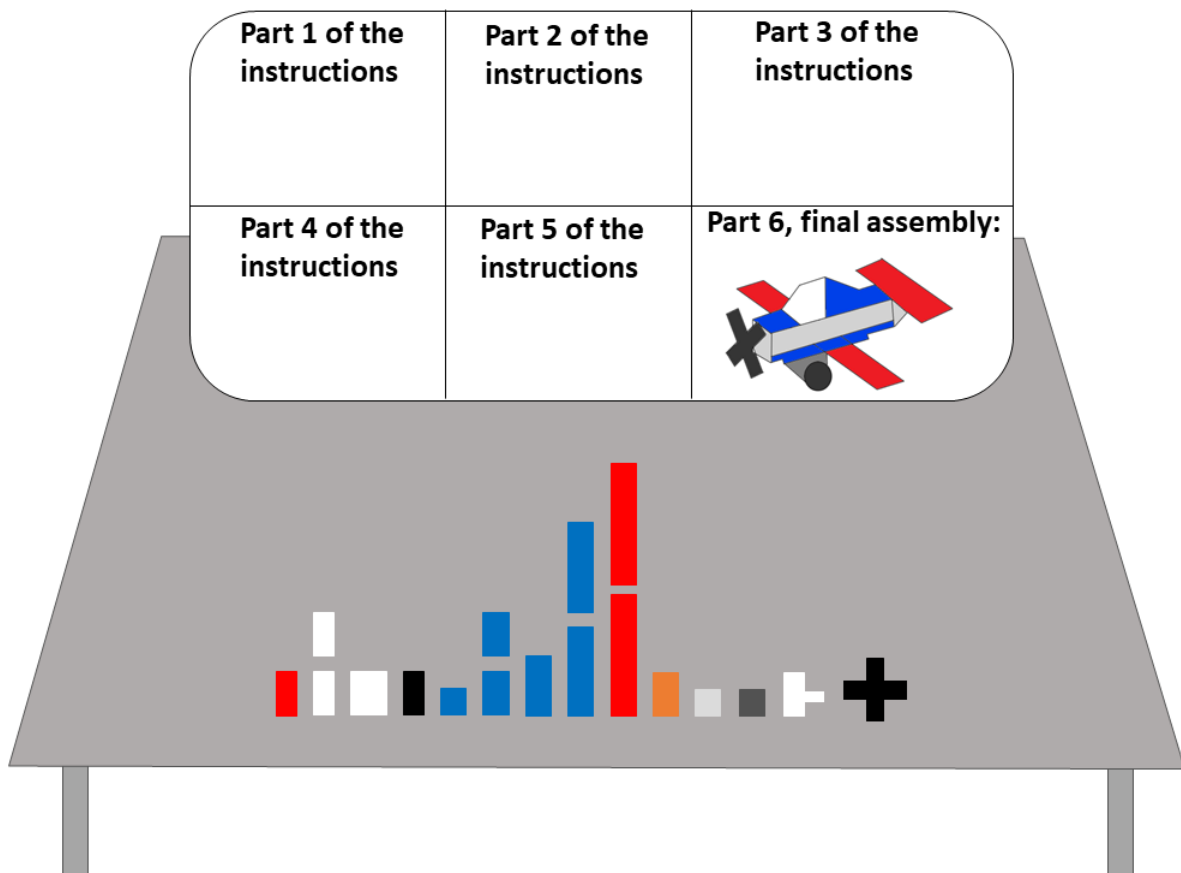 Part 1 of the
instructions
Part 2 of the
instructions
Part 3 of the
instructions
Part 4 of the
instructions
Part 5 of the
instructions
Part 6, final assembly: